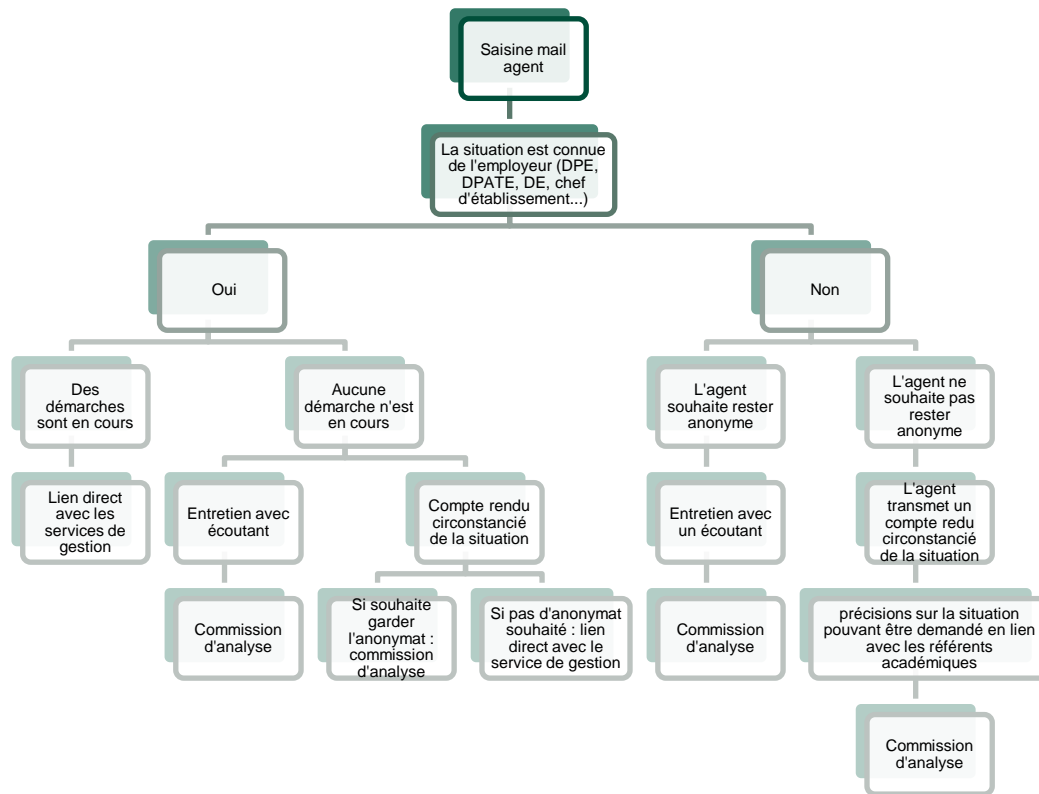 Saisine mail
agent
La situation est connue
de l'employeur (DPE,
DPATE, DE, chef
d'établissement...)
Oui
Non
Des
démarches
sont en cours
Aucune
démarche n'est
en cours
L'agent
souhaite rester
anonyme
L'agent ne
souhaite pas
rester
anonyme
Lien direct
avec les
services de
gestion
Entretien avec
écoutant
Compte rendu
circonstancié
de la situation
Entretien avec
un écoutant
L'agent
transmet un
compte redu
circonstancié
de la situation
Commission
d'analyse
Si souhaite
garder
l'anonymat :
commission
d'analyse
Si pas d'anonymat
souhaité : lien
direct avec le
service de gestion
Commission
d'analyse
précisions sur la situation
pouvant être demandé en lien
avec les référents
académiques
Commission
d'analyse